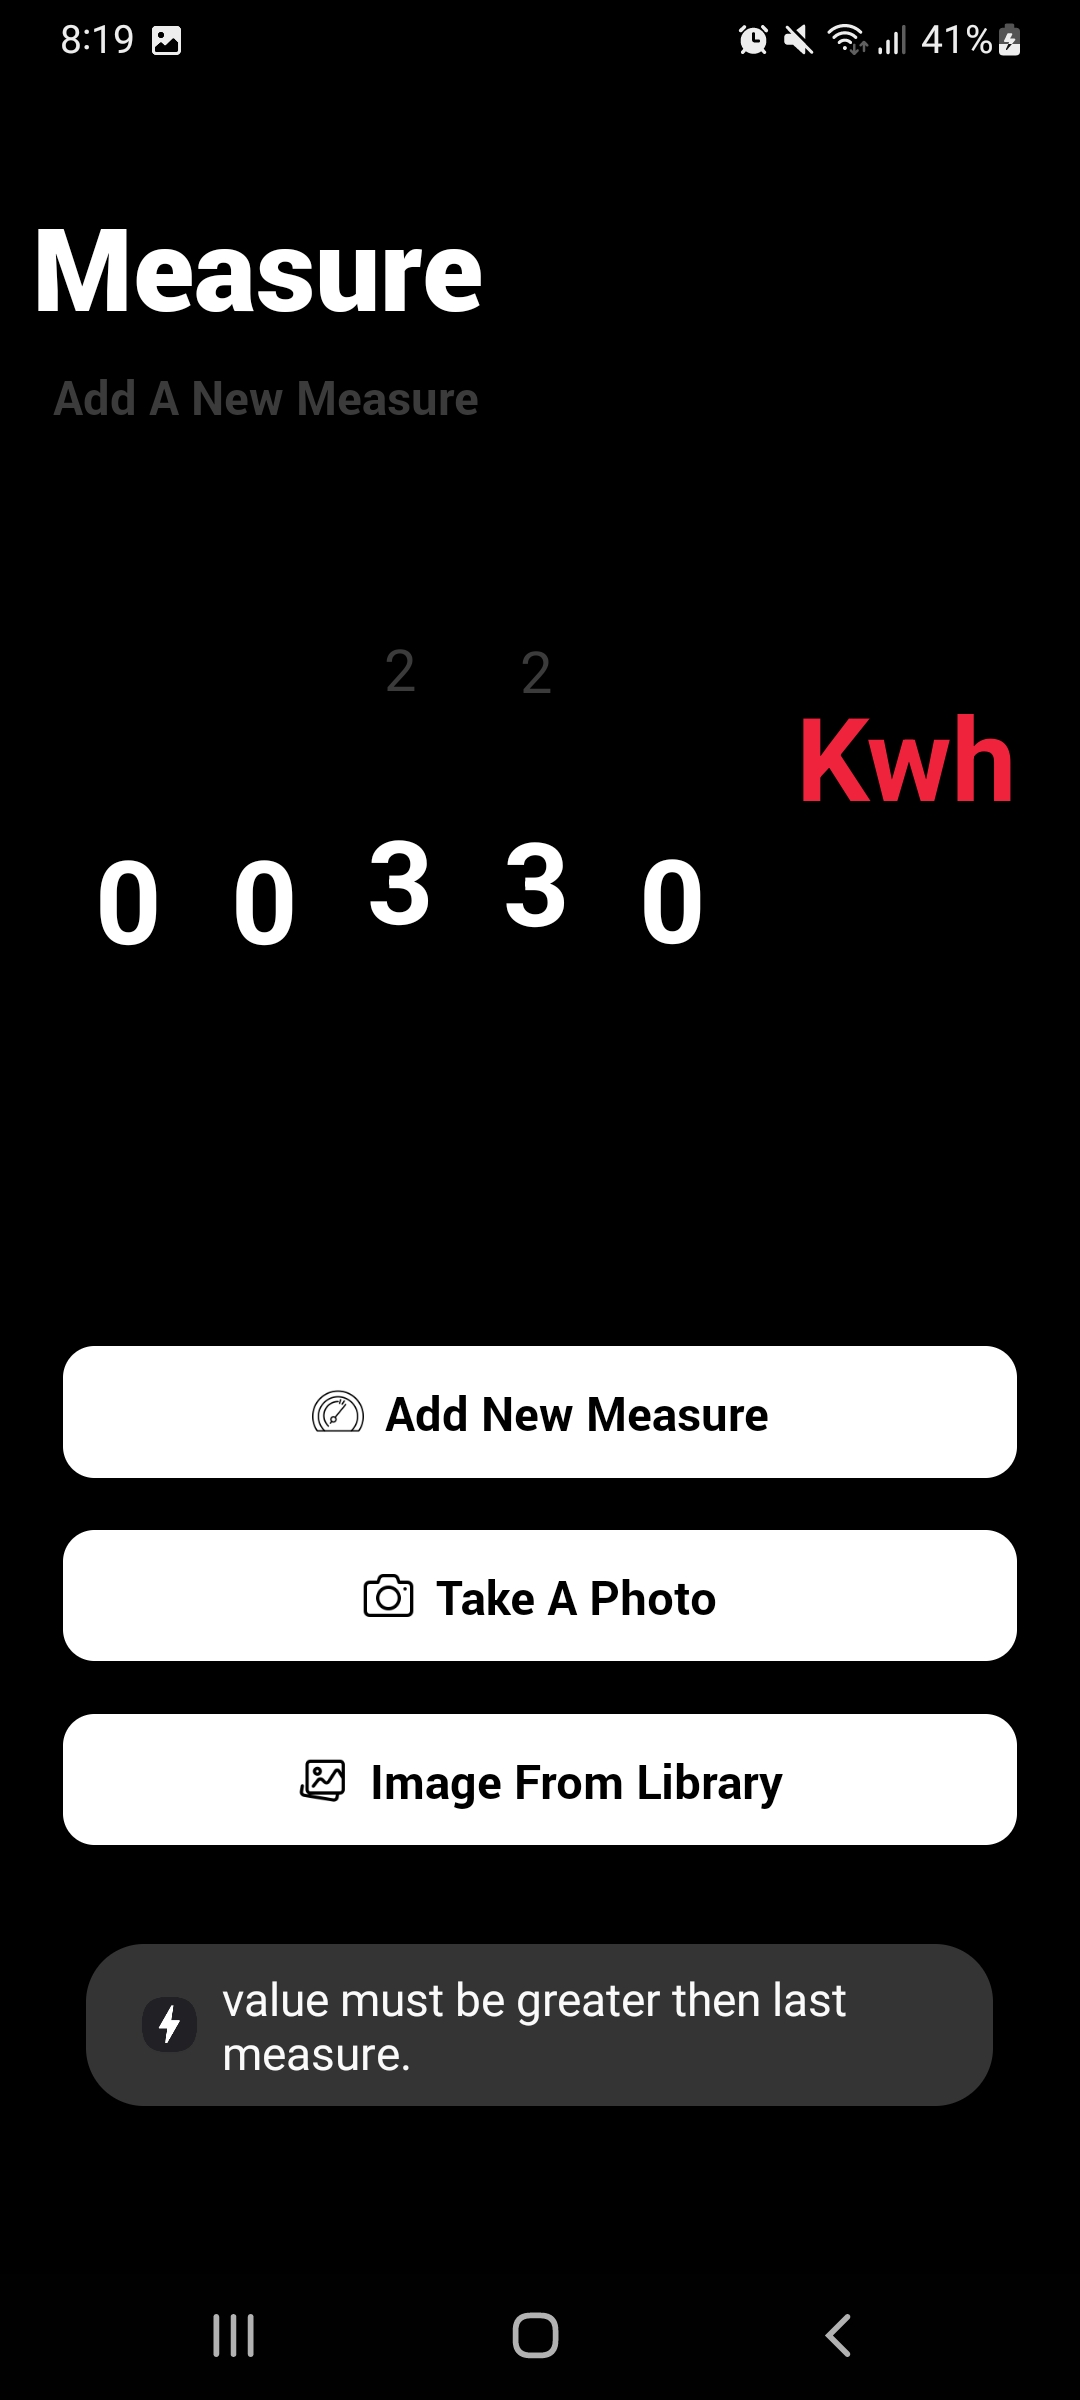 8:19 41%
Measure
Add A New Measure
2 2
Kwh
0 0 3 3 0
Add New Measure
Take A Photo
Image From Library
value must be greater then last
measure.